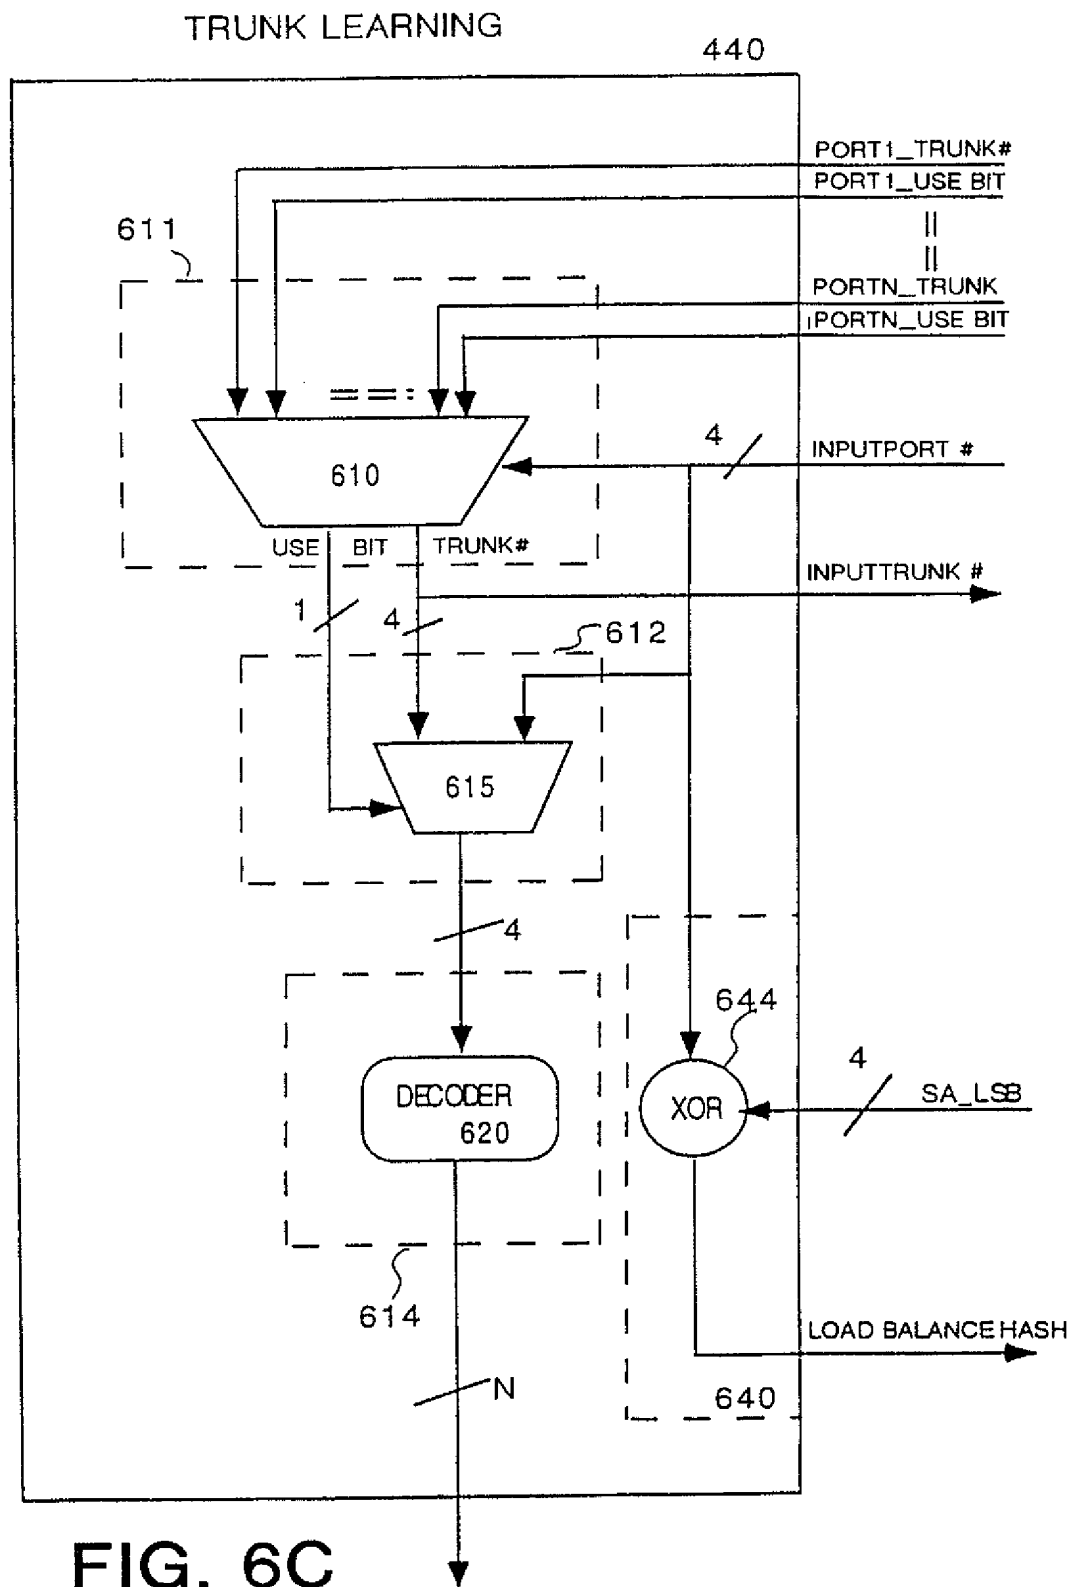 TRUNK LEARNING
440
PORT1_TRUNK#
PORT1_USE BIT
611
PORTN_TRUNK
PORTN_USE BIT
4
INPUTPORT #
610
USE BIT TRUNK#
INPUTTRUNK #
1
4
612
615
4
644
4
SA_LSB
DECODER
620
XOR
614
LOAD BALANCE HASH
N
640
FIG. 6C